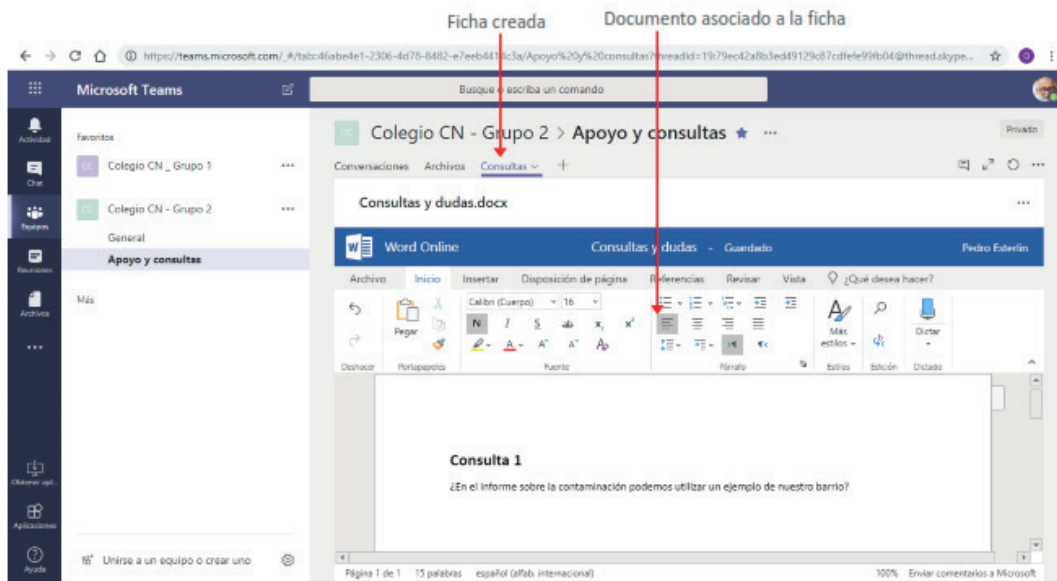 Ficha creada
Documento asociado a la ficha
Microsoft Teams
Busque o escriba un comando
Actividad
Chat
Equipos
Reuniones
Archivos
Aplicaciones
Ayuda
Favoritos
CC Colegio CN _ Grupo 1
CC Colegio CN - Grupo 2
General
Apoyo y consultas
Más
Unirse a un equipo o crear uno
CC Colegio CN - Grupo 2 > Apoyo y consultas
Privado
Conversaciones Archivos Consultas
Consultas y dudas.docx
Word Online Consultas y dudas - Guardado Pedro Esterlin
Archivo Inicio Insertar Disposición de página Referencias Revisar Vista ¿Qué desea hacer?
Calibri (Cuerpo) 16
Pegar
Más estilos
Dictar
Deshacer Portapapeles Fuente Párrafo Estilos Edición Dictado
Consulta 1
¿En el informe sobre la contaminación podemos utilizar un ejemplo de nuestro barrio?
Página 1 de 1 15 palabras español (alfab. internacional) 100% Enviar comentarios a Microsoft